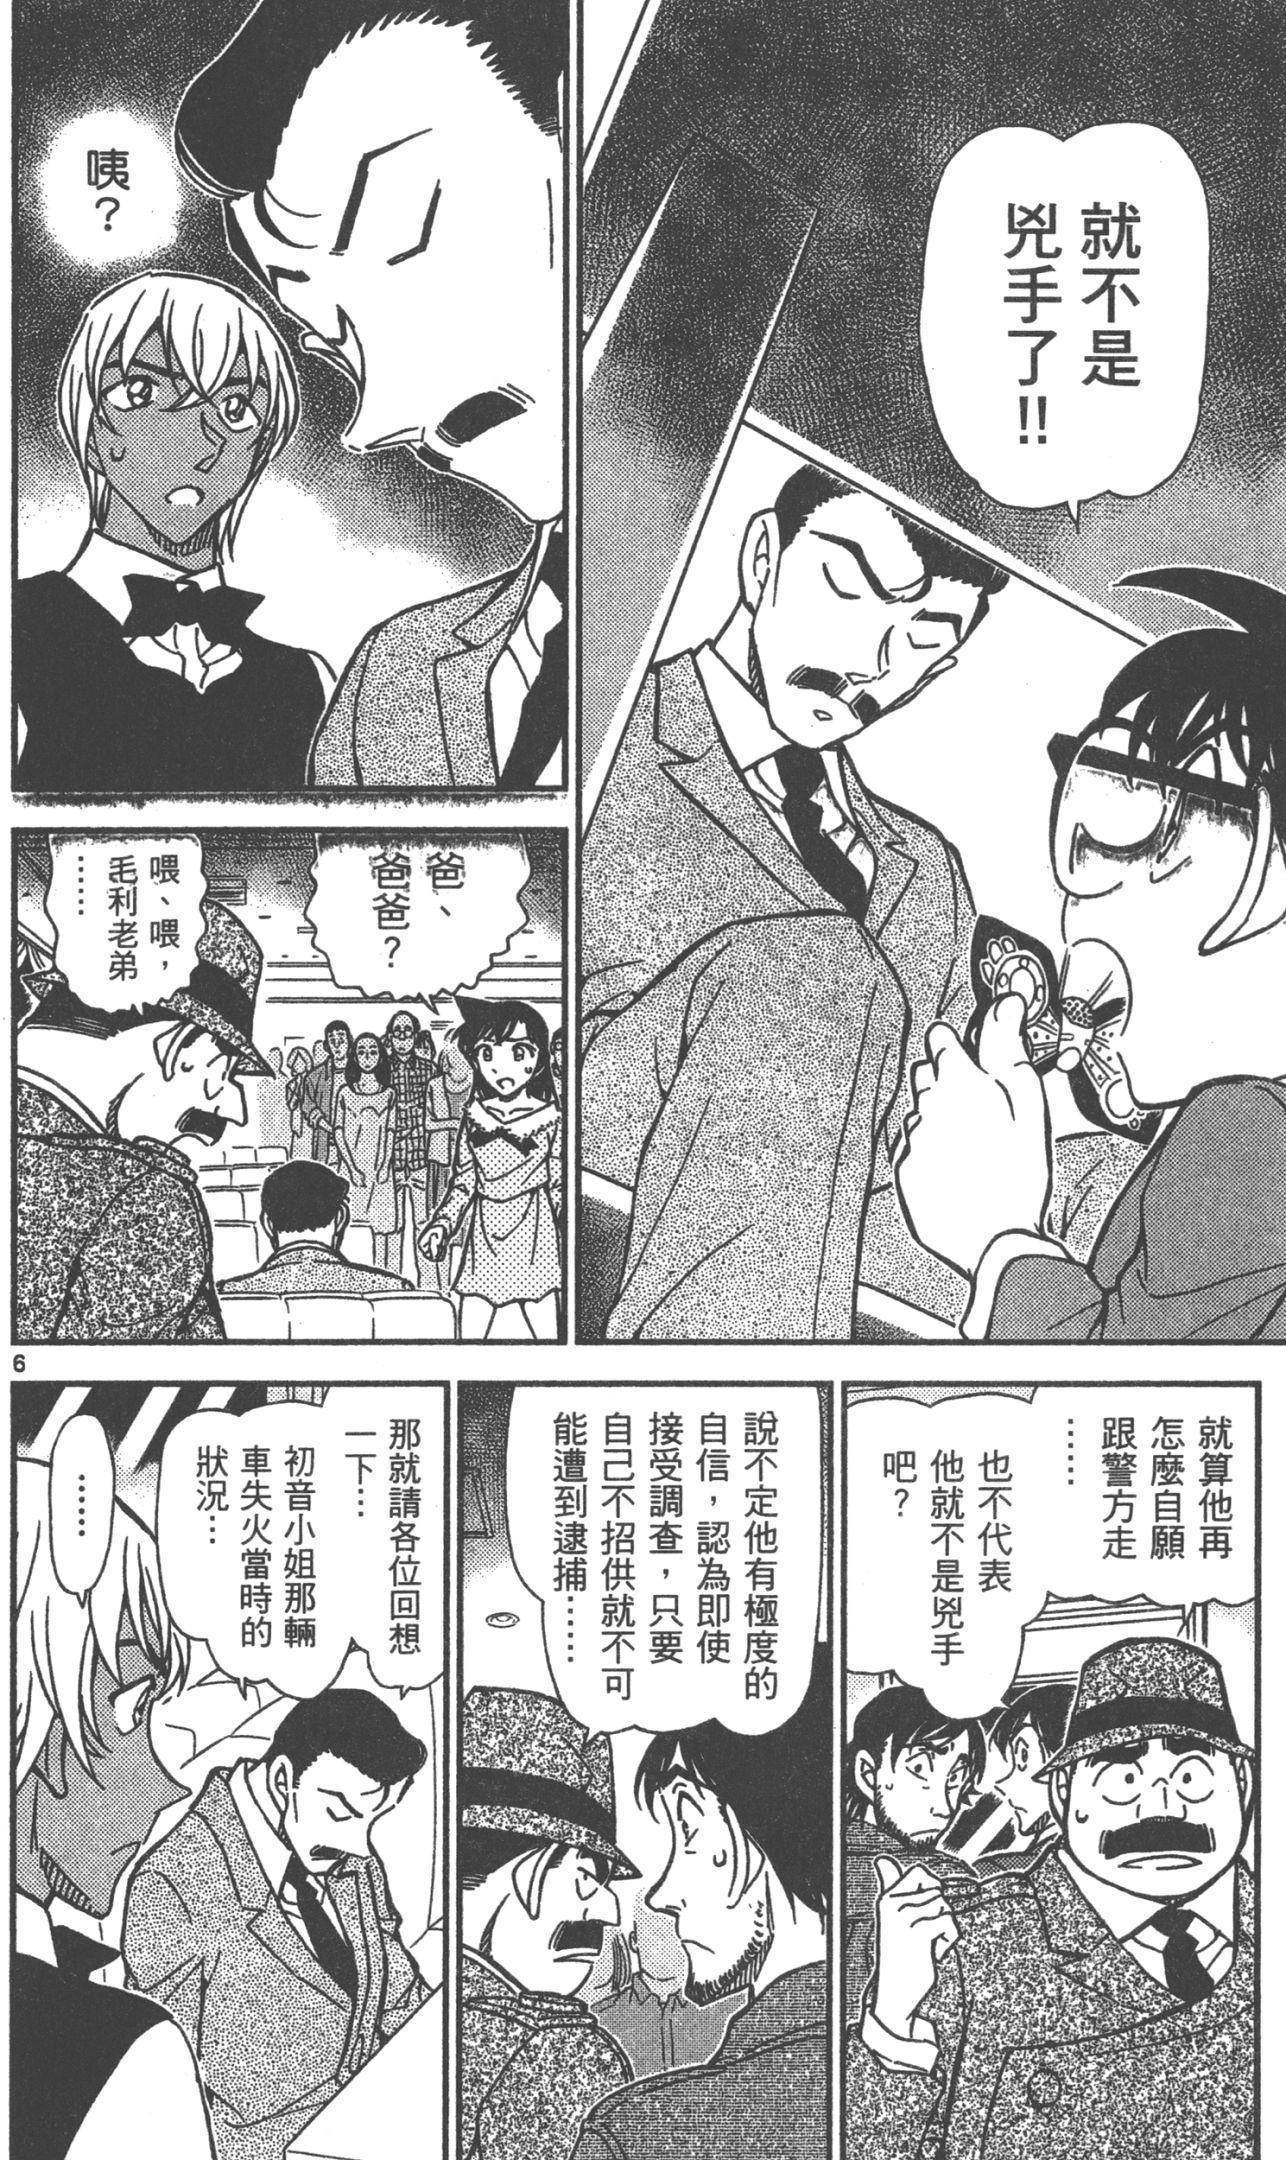 就不是
兇手了!!
咦?
爸、
爸爸?
喂、喂,
毛利老弟
……
6
就算他再
怎麼自願
跟警方走
……
也不代表
他就不是兇手
吧?
說不定他有極度的
自信,認為即使
接受調查,只要
自己不招供就不可
能遭到逮捕……
那就請各位回想
一下…
初音小姐那輛
車失火當時的
狀況…
……